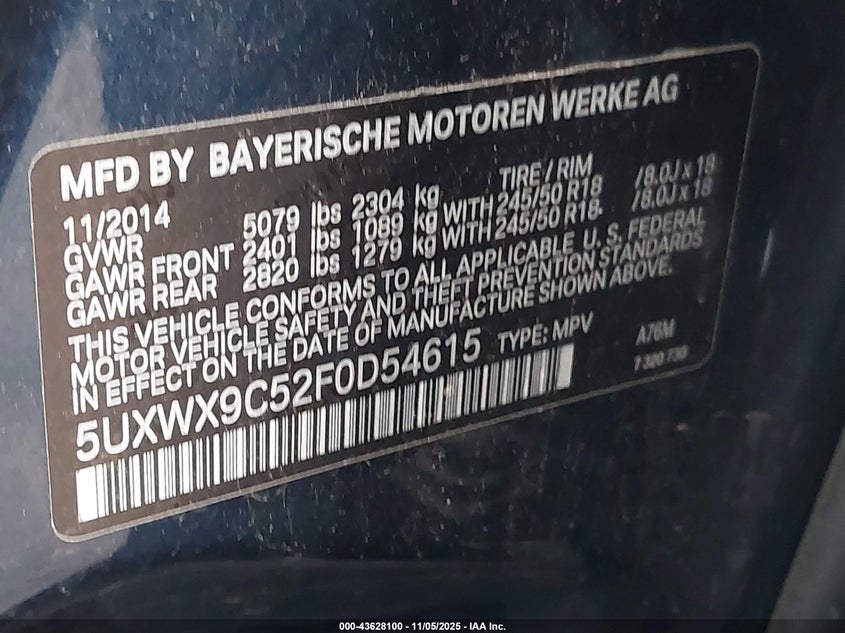 MFD BY BAYERISCHE MOTOREN WERKE AG
11/2014 TIRE / RIM
GVWR 5079 lbs 2304 kg
GAWR FRONT 2401 lbs 1089 kg WITH 245/50 R18 /8.0J x 18
GAWR REAR 2820 lbs 1279 kg WITH 245/50 R18 /8.0J x 18
THIS VEHICLE CONFORMS TO ALL APPLICABLE U. S. FEDERAL
MOTOR VEHICLE SAFETY AND THEFT PREVENTION STANDARDS
IN EFFECT ON THE DATE OF MANUFACTURE SHOWN ABOVE.
5UXWX9C52F0D54615 TYPE: MPV A76M
7 320 730
000-43628100 - 11/05/2025 - IAA Inc.